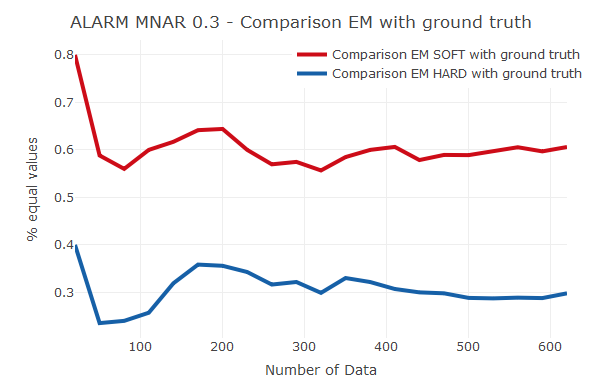 ALARM MNAR 0.3 - Comparison EM with ground truth
Comparison EM SOFT with ground truth
Comparison EM HARD with ground truth
% equal values
0.8
0.7
0.6
0.5
0.4
0.3
100 200 300 400 500 600
Number of Data